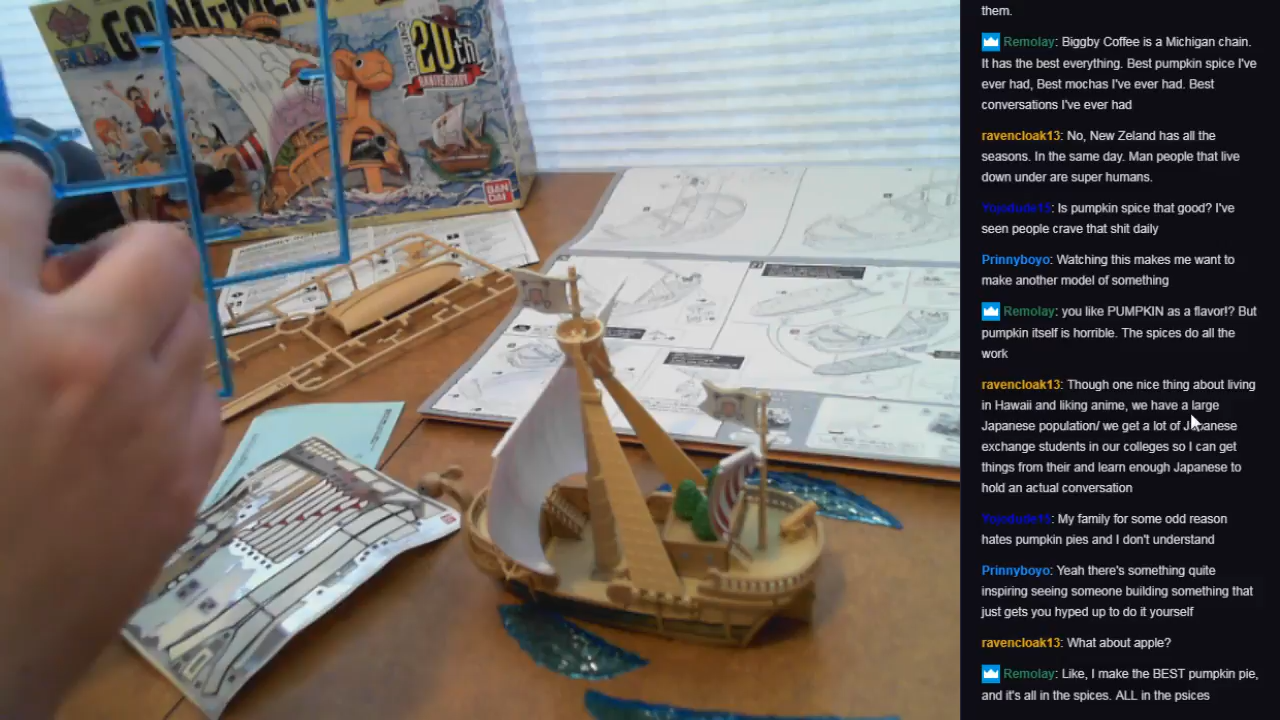 GOING-MERRY
ONE PIECE
20th
ANNIVERSARY
BAN
DAI
them.
Remolay: Biggby Coffee is a Michigan chain.
It has the best everything. Best pumpkin spice I've
ever had, Best mochas I've ever had. Best
conversations I've ever had
ravencloak13: No, New Zeland has all the
seasons. In the same day. Man people that live
down under are super humans.
Yojodude15: Is pumpkin spice that good? I've
seen people crave that shit daily
Prinnyboyo: Watching this makes me want to
make another model of something
Remolay: you like PUMPKIN as a flavor!? But
pumpkin itself is horrible. The spices do all the
work
ravencloak13: Though one nice thing about living
in Hawaii and liking anime, we have a large
Japanese population/ we get a lot of Japanese
exchange students in our colleges so I can get
things from their and learn enough Japanese to
hold an actual conversation
Yojodude15: My family for some odd reason
hates pumpkin pies and I don't understand
Prinnyboyo: Yeah there's something quite
inspiring seeing someone building something that
just gets you hyped up to do it yourself
ravencloak13: What about apple?
Remolay: Like, I make the BEST pumpkin pie,
and it's all in the spices. ALL in the psices